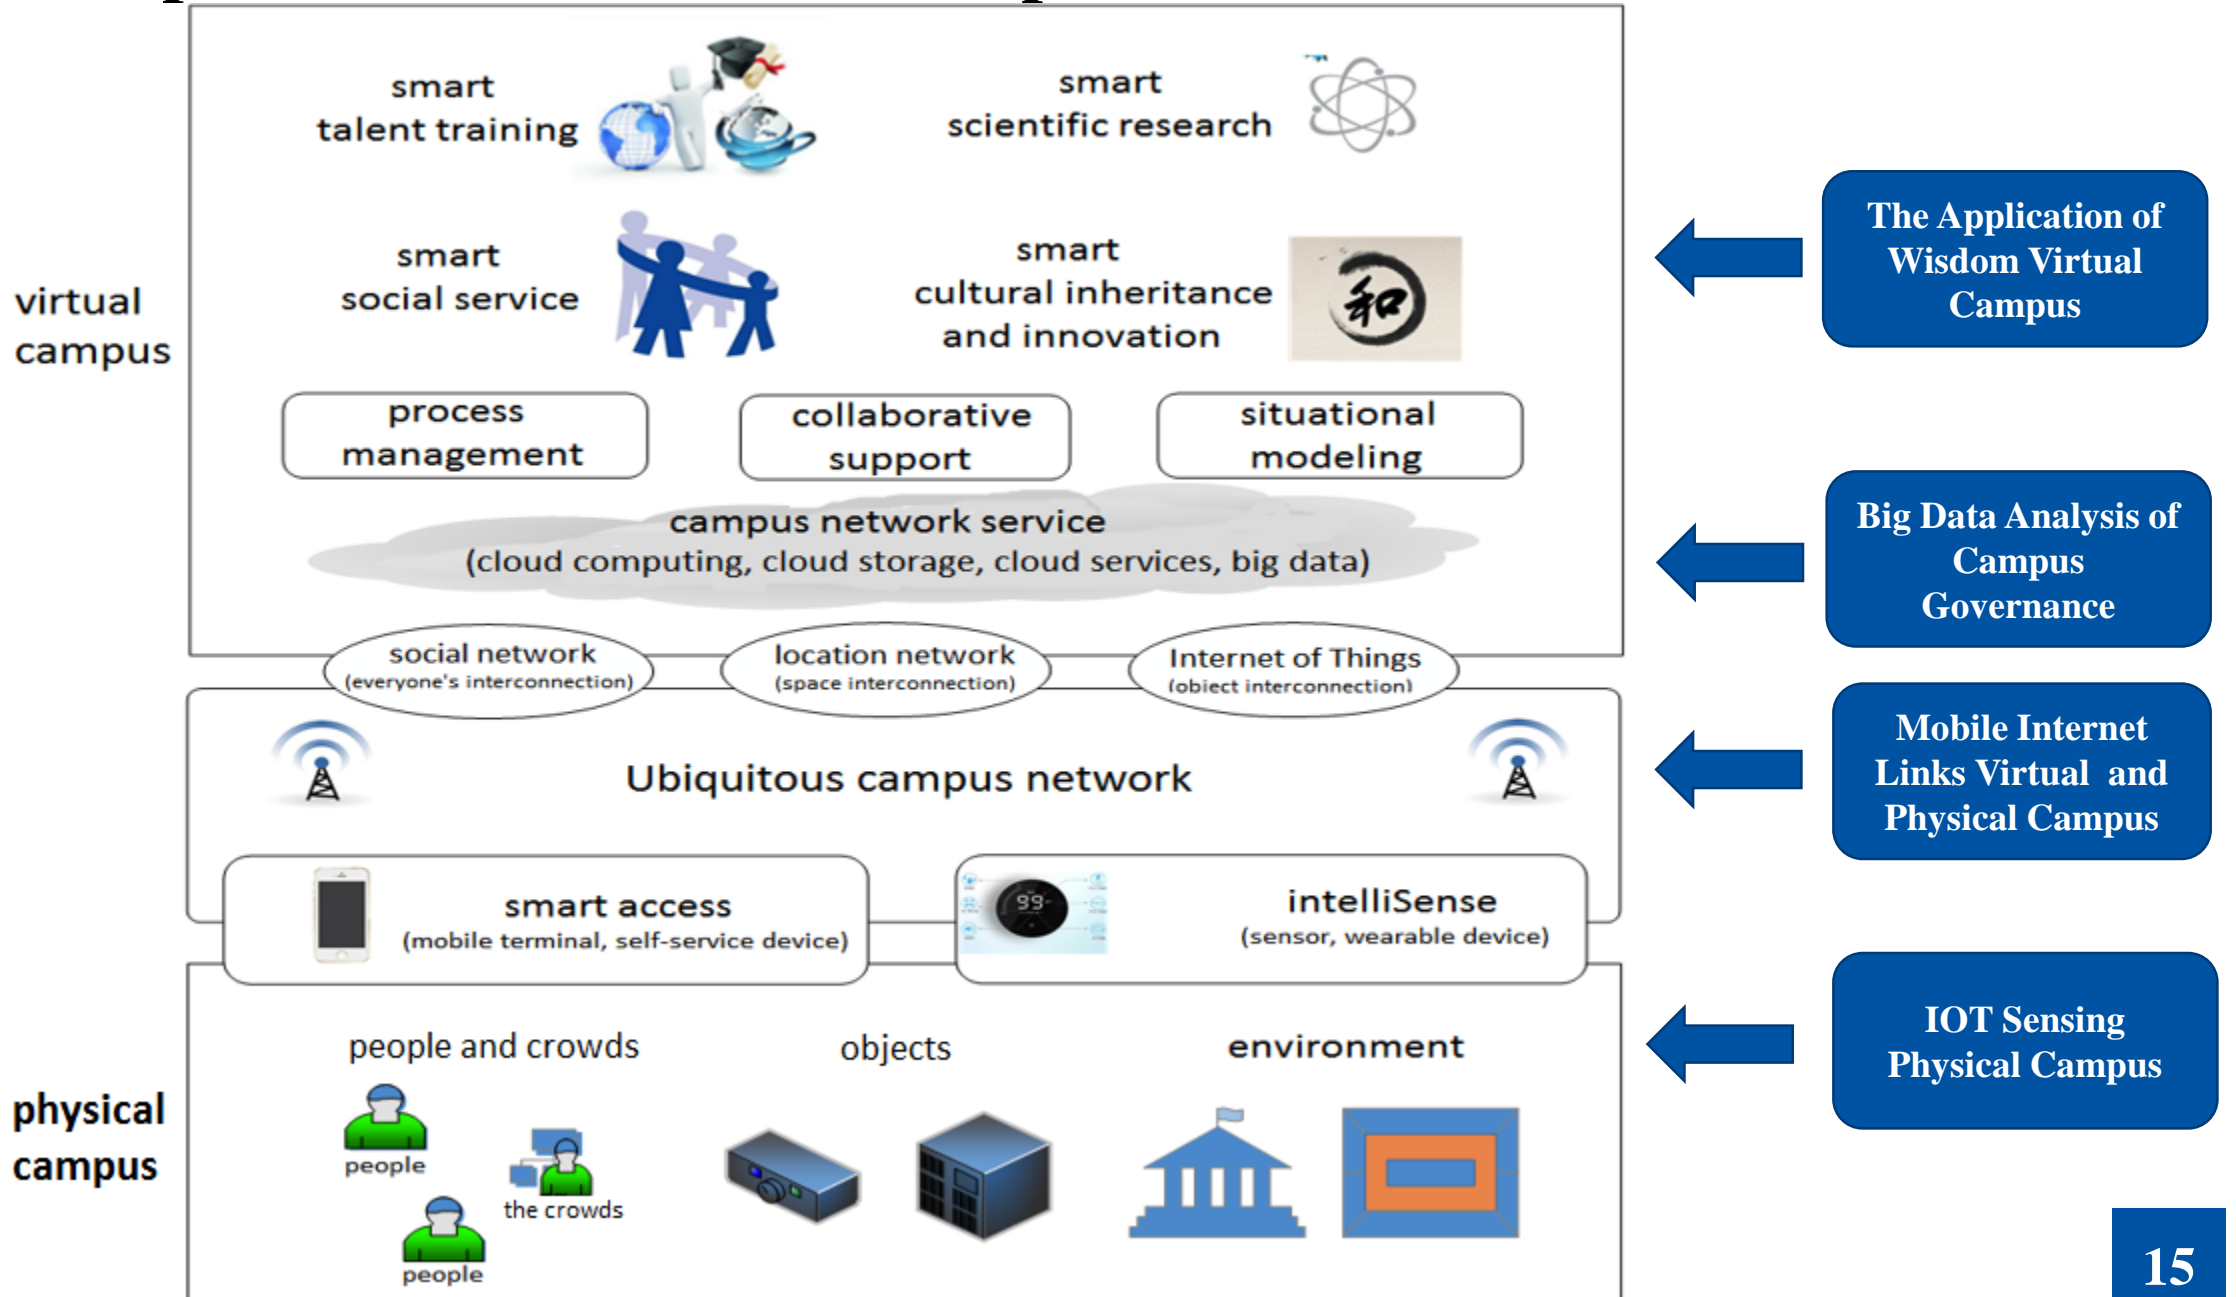 smart
talent training
smart
scientific research
smart
social service
smart
cultural inheritance
and innovation
和
virtual
campus
process
management
collaborative
support
situational
modeling
campus network service
(cloud computing, cloud storage, cloud services, big data)
social network
(everyone's interconnection)
location network
(space interconnection)
Internet of Things
(object interconnection)
Ubiquitous campus network
smart access
(mobile terminal, self-service device)
99
intelliSense
(sensor, wearable device)
physical
campus
people and crowds
objects
environment
people
the crowds
people
The Application of
Wisdom Virtual
Campus
Big Data Analysis of
Campus
Governance
Mobile Internet
Links Virtual and
Physical Campus
IOT Sensing
Physical Campus
15